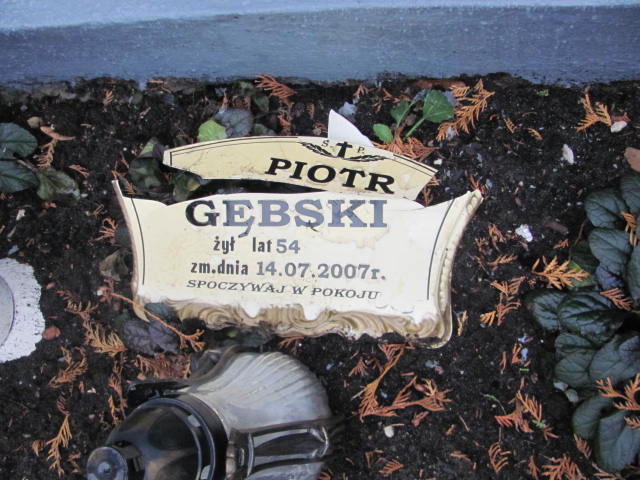 Ś P.
PIOTR
GĘBSKI
żył lat 54
zm.dnia 14.07.2007r.
SPOCZYWAJ W POKOJU